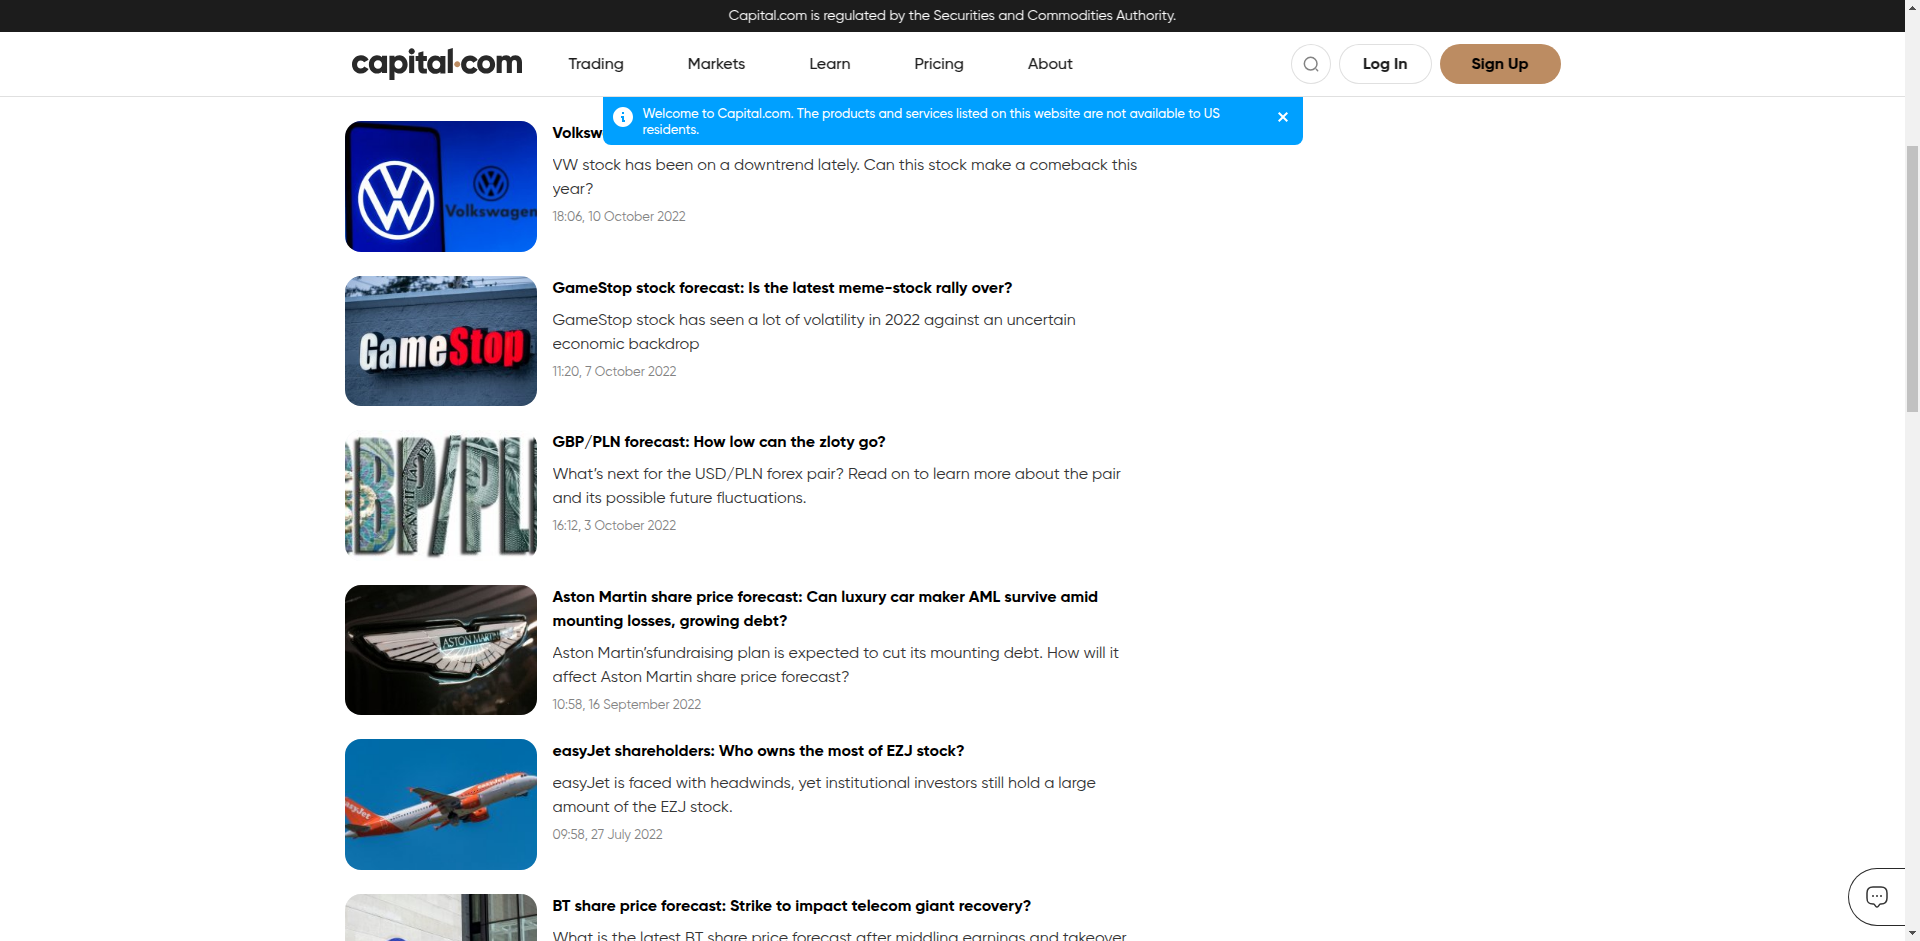 Capital.com is regulated by the Securities and Commodities Authority.
capital.com
Trading
Markets
Learn
Pricing
About
Log In
Sign Up
Welcome to Capital.com. The products and services listed on this website are not available to US
residents.
Volksw
VW stock has been on a downtrend lately. Can this stock make a comeback this
year?
18:06, 10 October 2022
Volkswagen
GameStop stock forecast: Is the latest meme-stock rally over?
GameStop stock has seen a lot of volatility in 2022 against an uncertain
economic backdrop
11:20, 7 October 2022
GameStop
GBP/PLN forecast: How low can the zloty go?
What's next for the USD/PLN forex pair? Read on to learn more about the pair
and its possible future fluctuations.
16:12, 3 October 2022
GBP/PLN
Aston Martin share price forecast: Can luxury car maker AML survive amid
mounting losses, growing debt?
Aston Martin'sfundraising plan is expected to cut its mounting debt. How will it
affect Aston Martin share price forecast?
10:58, 16 September 2022
ASTON MARTIN
easyJet shareholders: Who owns the most of EZJ stock?
easyJet is faced with headwinds, yet institutional investors still hold a large
amount of the EZJ stock.
09:58, 27 July 2022
easyJet
BT share price forecast: Strike to impact telecom giant recovery?
What is the latest BT share price forecast after middling earnings and takeover